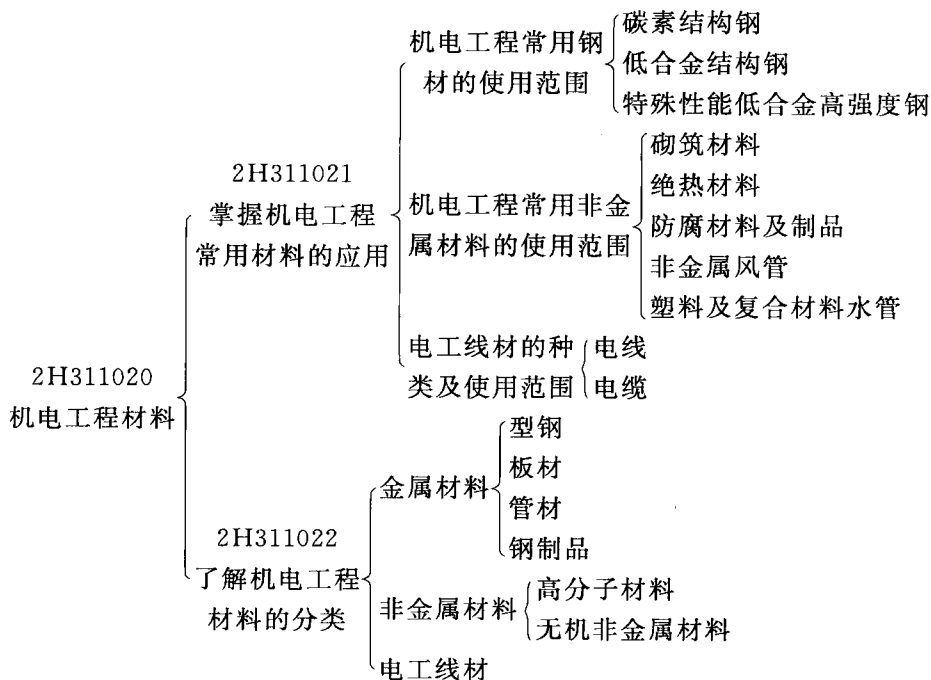 2H311020
机电工程材料
2H311021
掌握机电工程
常用材料的应用
机电工程常用钢
材的使用范围
碳素结构钢
低合金结构钢
特殊性能低合金高强度钢
机电工程常用非金
属材料的使用范围
砌筑材料
绝热材料
防腐材料及制品
非金属风管
塑料及复合材料水管
电工线材的种
类及使用范围
电线
电缆
2H311022
了解机电工程
材料的分类
金属材料
型钢
板材
管材
钢制品
非金属材料
高分子材料
无机非金属材料
电工线材